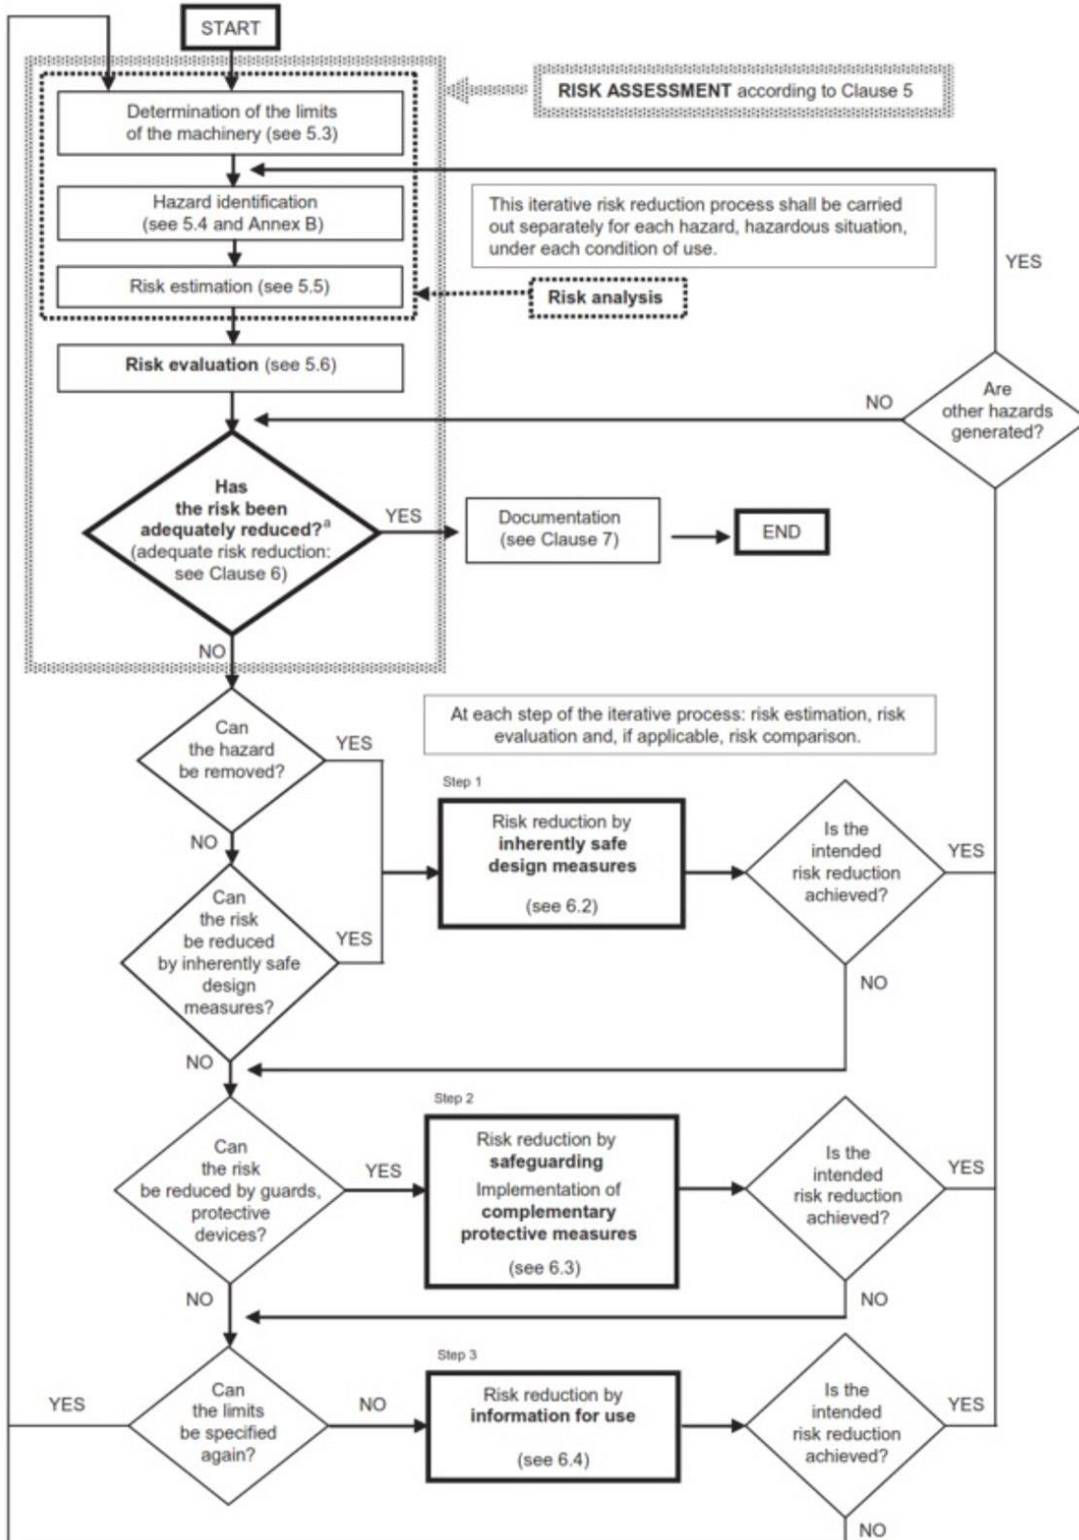 START
RISK ASSESSMENT according to Clause 5
Determination of the limits
of the machinery (see 5.3)
Hazard identification
(see 5.4 and Annex B)
This iterative risk reduction process shall be carried
out separately for each hazard, hazardous situation,
under each condition of use.
YES
Risk estimation (see 5.5)
Risk analysis
Risk evaluation (see 5.6)
NO
Are
other hazards
generated?
Has
the risk been
adequately reduced?a
(adequate risk reduction:
see Clause 6)
YES
Documentation
(see Clause 7)
END
NO
Can
the hazard
be removed?
YES
At each step of the iterative process: risk estimation, risk
evaluation and, if applicable, risk comparison.
Step 1
Risk reduction by
inherently safe
design measures
(see 6.2)
Is the
intended
risk reduction
achieved?
YES
NO
NO
Can
the risk
be reduced
by inherently safe
design
measures?
YES
NO
Step 2
Can
the risk
be reduced by guards,
protective
devices?
YES
Risk reduction by
safeguarding
Implementation of
complementary
protective measures
(see 6.3)
Is the
intended
risk reduction
achieved?
YES
NO
NO
Step 3
YES
Can
the limits
be specified
again?
NO
Risk reduction by
information for use
(see 6.4)
Is the
intended
risk reduction
achieved?
YES
NO